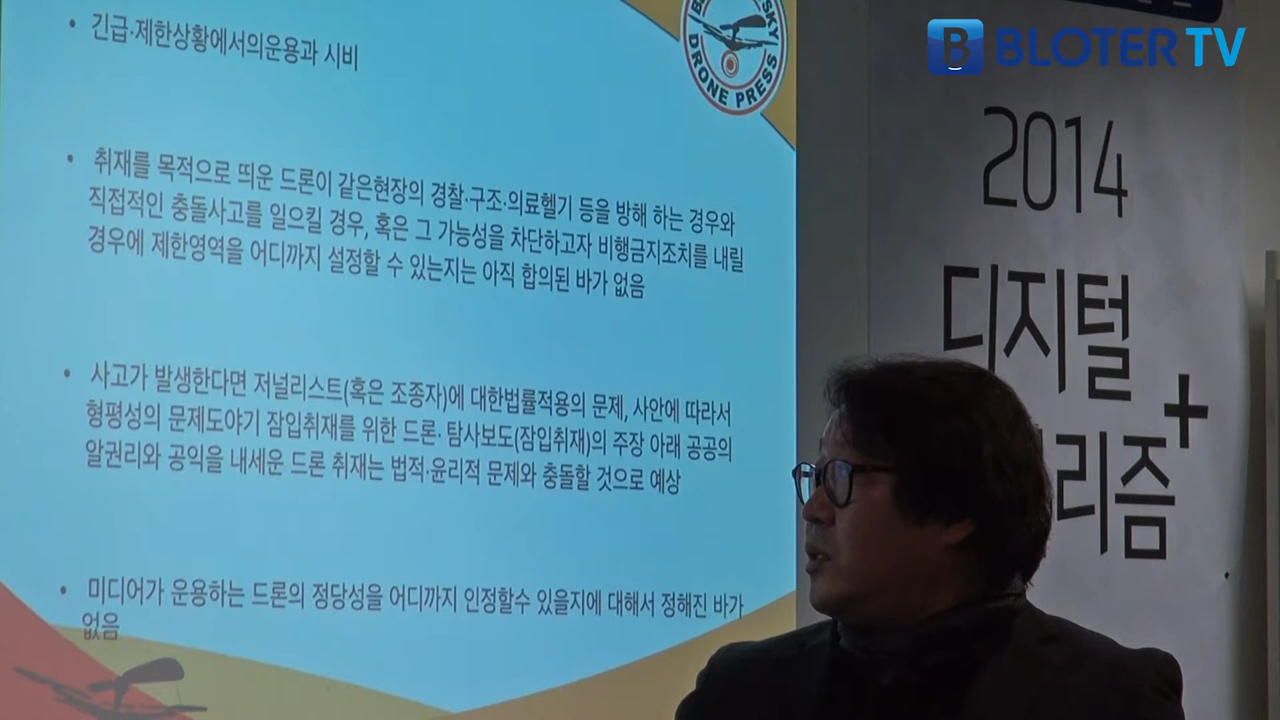 • 긴급·제한상황에서의운용과 시비
• 취재를 목적으로 띄운 드론이 같은현장의 경찰·구조·의료헬기 등을 방해 하는 경우와
직접적인 충돌사고를 일으킬 경우, 혹은 그 가능성을 차단하고자 비행금지조치를 내릴
경우에 제한영역을 어디까지 설정할 수 있는지는 아직 합의된 바가 없음
• 사고가 발생한다면 저널리스트(혹은 조종자)에 대한법률적용의 문제, 사안에 따라서
형평성의 문제도야기 잠입취재를 위한 드론· 탐사보도(잠입취재)의 주장 아래 공공의
알권리와 공익을 내세운 드론 취재는 법적·윤리적 문제와 충돌할 것으로 예상
• 미디어가 운용하는 드론의 정당성을 어디까지 인정할수 있을지에 대해서 정해진 바가
없음
SKY
DRONE PRESS
B BLOTER TV
2014
디지털
리즘+